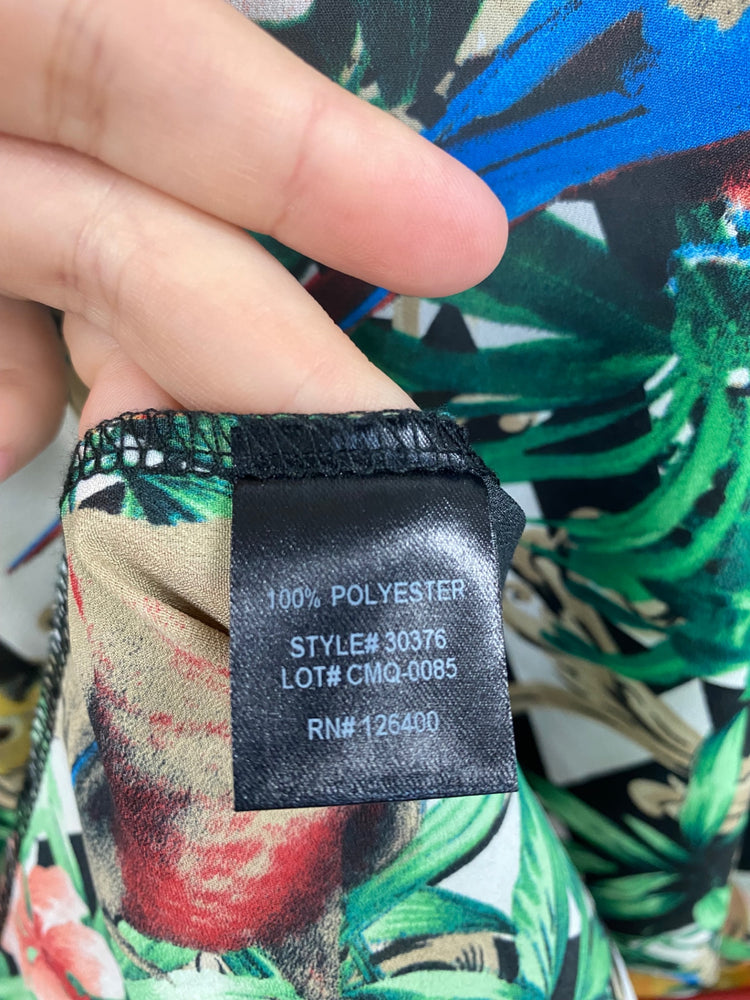 100% POLYESTER
STYLE# 30376
LOT# CMQ-0085
RN# 126400